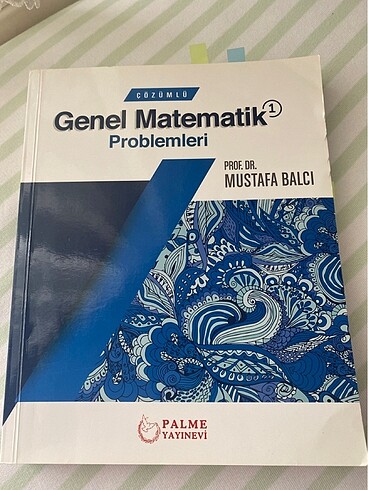 ÇÖZÜMLÜ
Genel Matematik 1
Problemleri
PROF. DR.
MUSTAFA BALCI
PALME
YAYINEVİ